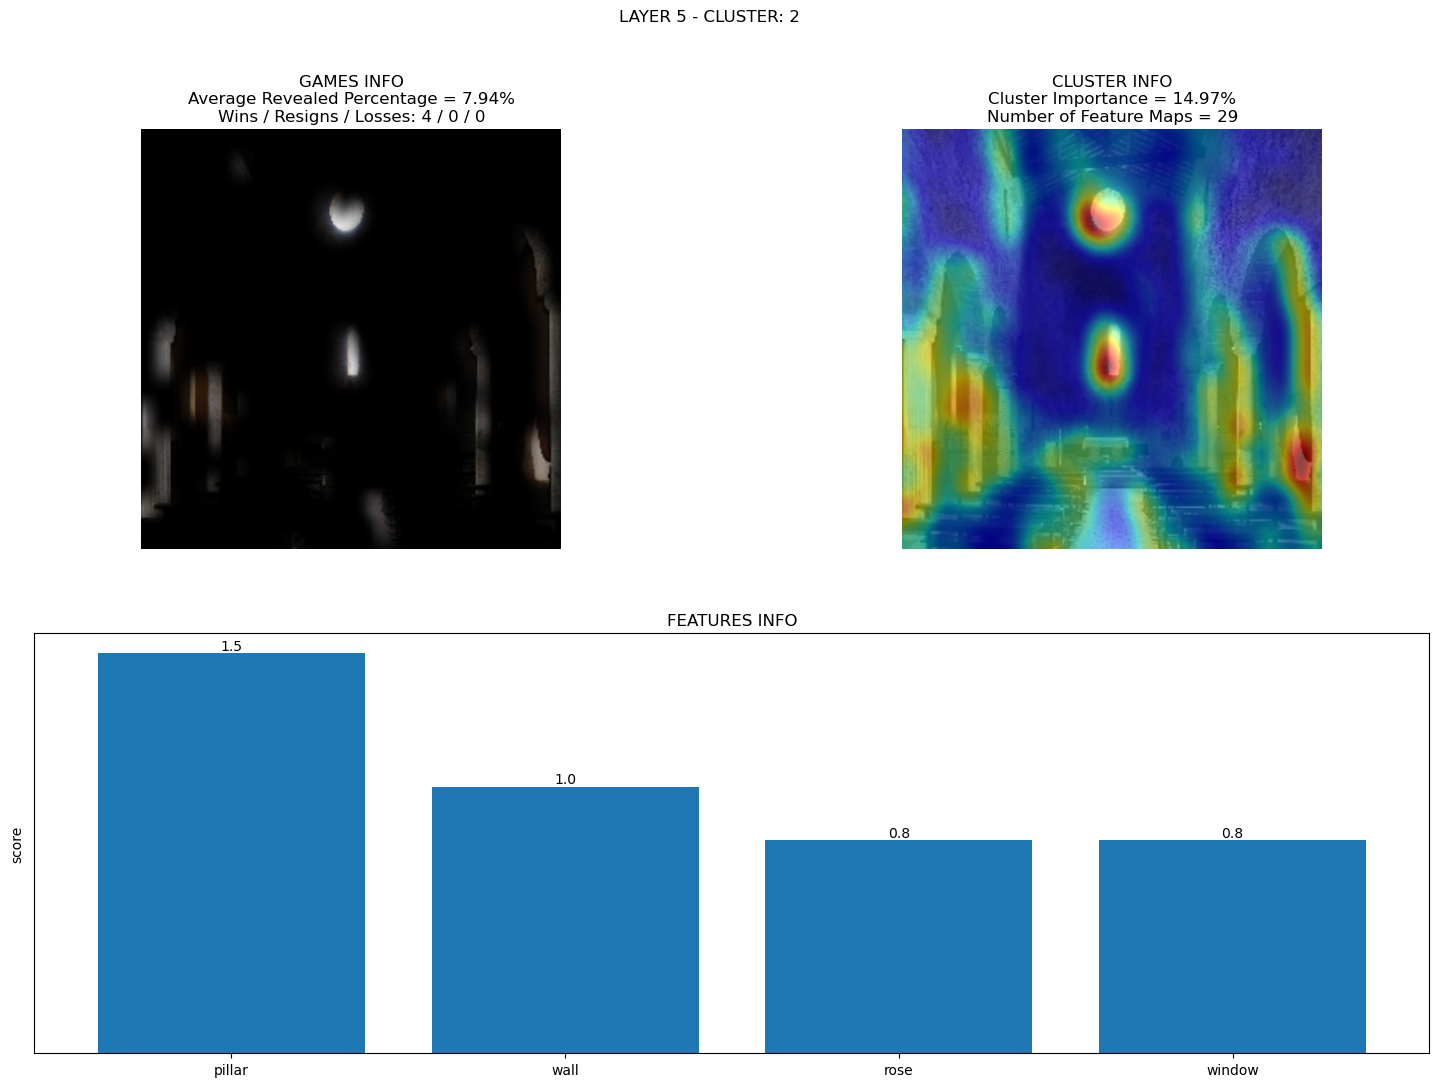 LAYER 5 - CLUSTER: 2
GAMES INFO
Average Revealed Percentage = 7.94%
Wins / Resigns / Losses: 4 / 0 / 0
CLUSTER INFO
Cluster Importance = 14.97%
Number of Feature Maps = 29
FEATURES INFO
score
1.5
1.0
0.8
0.8
pillar
wall
rose
window